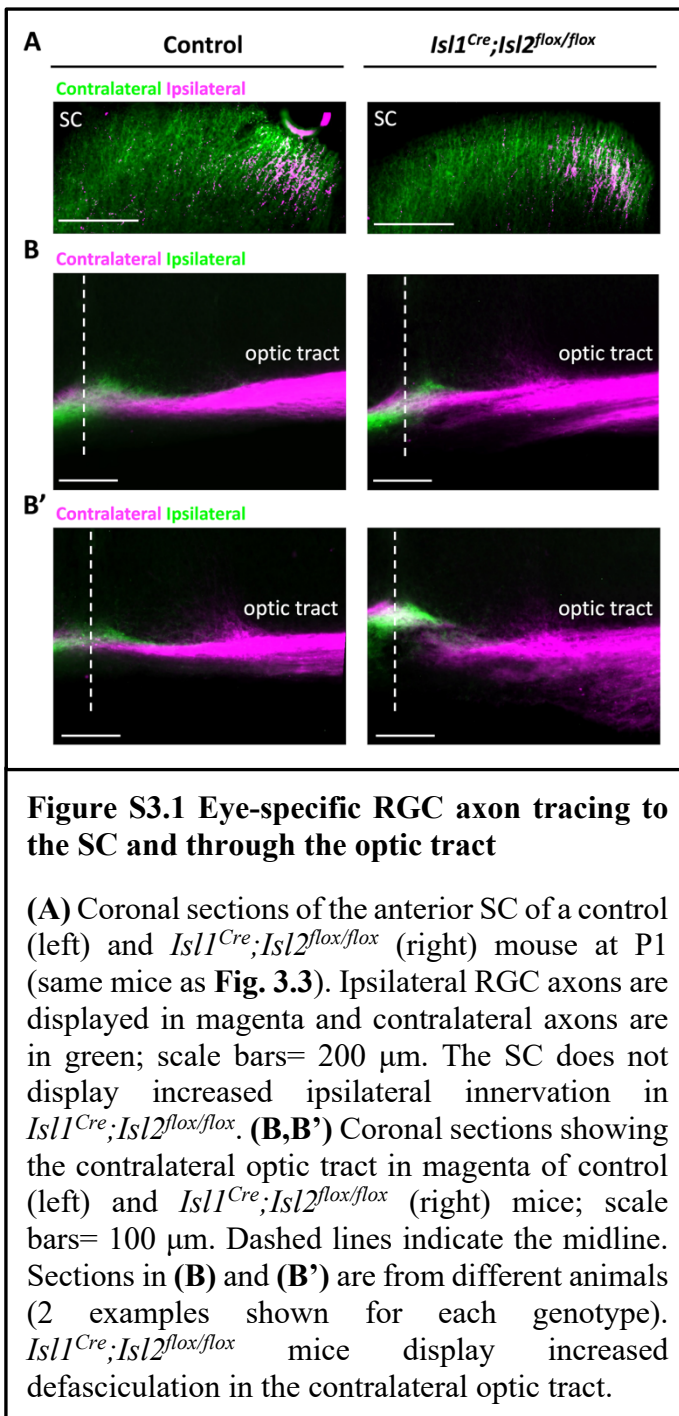 A Control Isl1Cre;Isl2flox/flox
Contralateral Ipsilateral
SC SC
B
Contralateral Ipsilateral
optic tract optic tract
B’
Contralateral Ipsilateral
optic tract optic tract
Figure S3.1 Eye-specific RGC axon tracing to
the SC and through the optic tract
(A) Coronal sections of the anterior SC of a control
(left) and Isl1Cre;Isl2flox/flox (right) mouse at P1
(same mice as Fig. 3.3). Ipsilateral RGC axons are
displayed in magenta and contralateral axons are
in green; scale bars= 200 μm. The SC does not
display increased ipsilateral innervation in
Isl1Cre;Isl2flox/flox. (B,B’) Coronal sections showing
the contralateral optic tract in magenta of control
(left) and Isl1Cre;Isl2flox/flox (right) mice; scale
bars= 100 μm. Dashed lines indicate the midline.
Sections in (B) and (B’) are from different animals
(2 examples shown for each genotype).
Isl1Cre;Isl2flox/flox mice display increased
defasciculation in the contralateral optic tract.